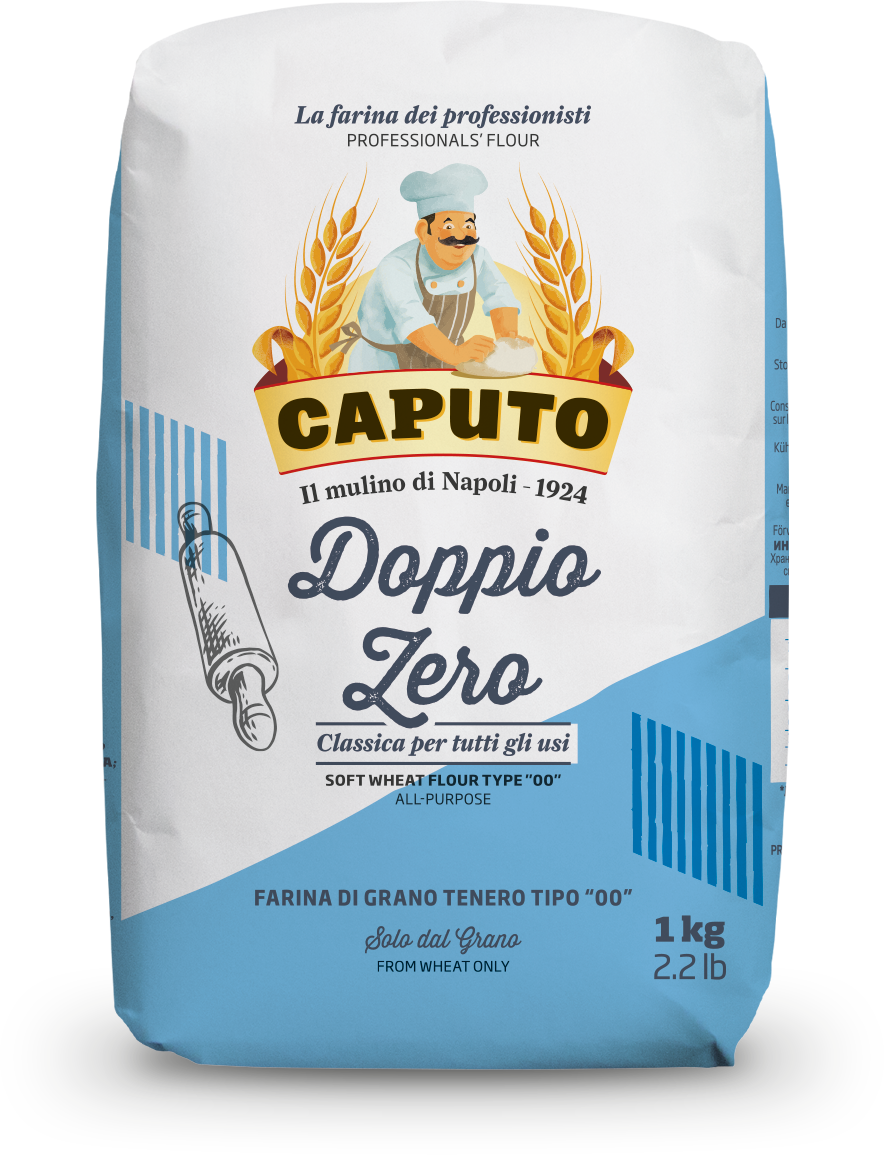 La farina dei professionisti
PROFESSIONALS' FLOUR
CAPUTO
Il mulino di Napoli - 1924
Doppio
Zero
Classica per tutti gli usi
SOFT WHEAT FLOUR TYPE "00"
ALL-PURPOSE
FARINA DI GRANO TENERO TIPO "00"
Solo dal Grano
FROM WHEAT ONLY
1 kg
2.2 lb